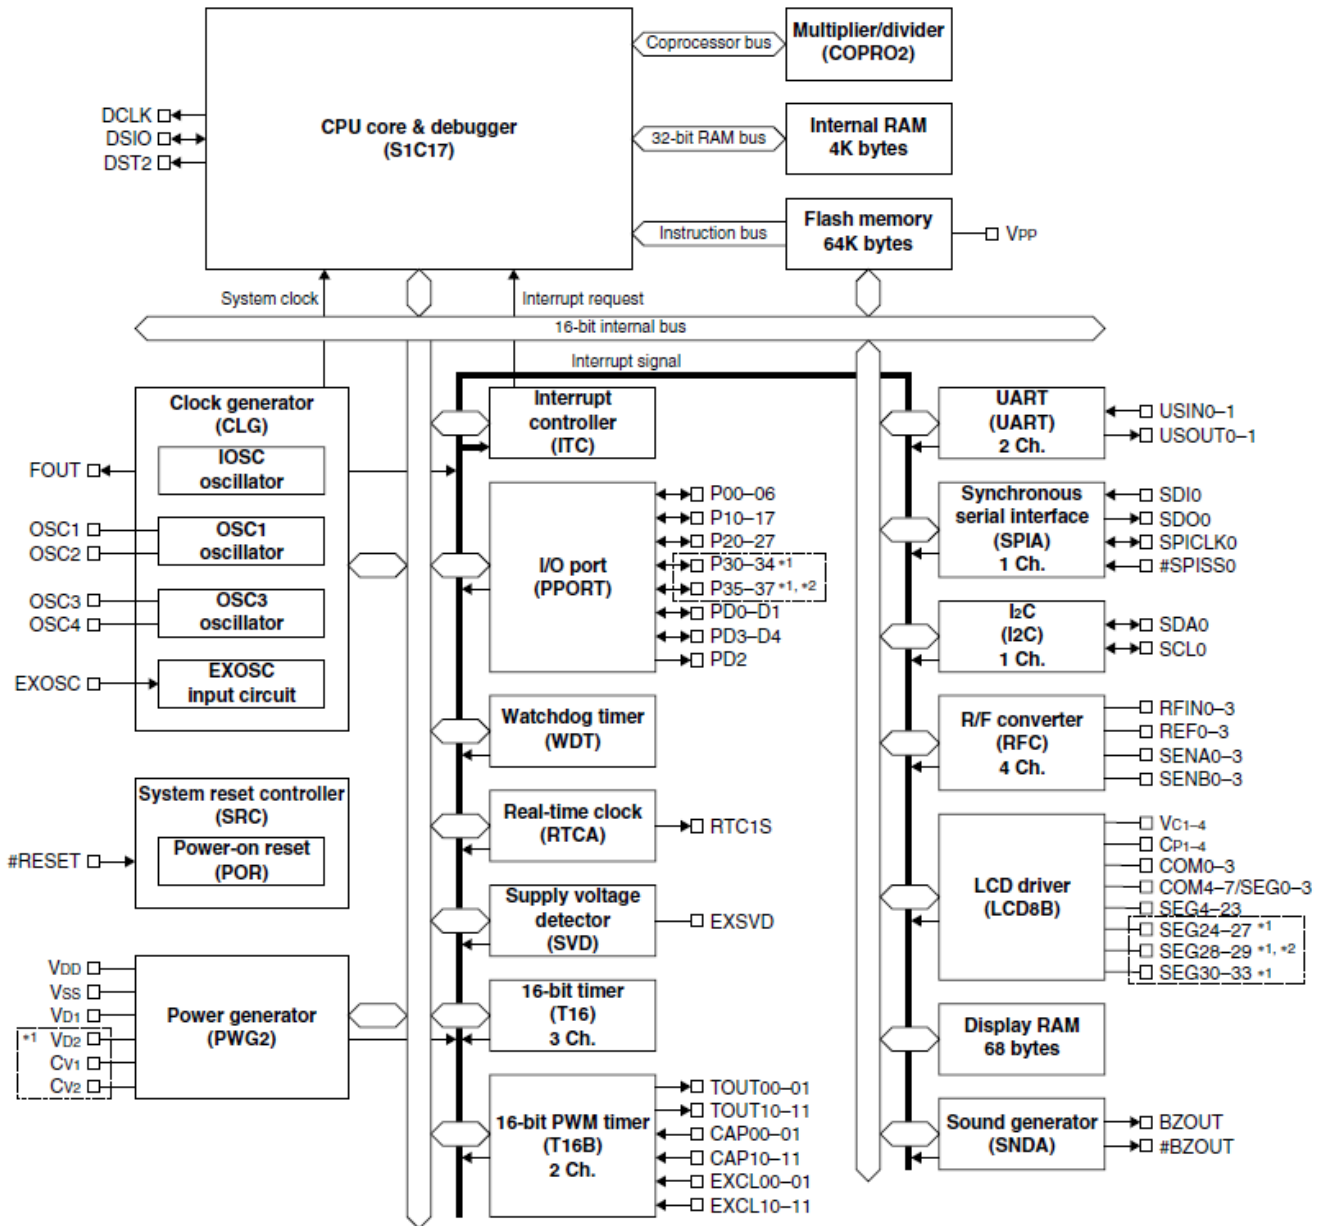 Coprocessor bus
Multiplier/divider
(COPRO2)
DCLK
DSIO
DST2
CPU core & debugger
(S1C17)
32-bit RAM bus
Internal RAM
4K bytes
Instruction bus
Flash memory
64K bytes
VPP
System clock
Interrupt request
16-bit internal bus
Interrupt signal
Clock generator
(CLG)
IOSC
oscillator
OSC1
oscillator
OSC3
oscillator
EXOSC
input circuit
FOUT
OSC1
OSC2
OSC3
OSC4
EXOSC
System reset controller
(SRC)
Power-on reset
(POR)
#RESET
Power generator
(PWG2)
VDD
VSS
VD1
*1 VD2
CV1
CV2
Interrupt
controller
(ITC)
I/O port
(PPORT)
P00–06
P10–17
P20–27
P30–34 *1
P35–37 *1, *2
PD0–D1
PD3–D4
PD2
Watchdog timer
(WDT)
Real-time clock
(RTCA)
RTC1S
Supply voltage
detector
(SVD)
EXSVD
16-bit timer
(T16)
3 Ch.
16-bit PWM timer
(T16B)
2 Ch.
TOUT00–01
TOUT10–11
CAP00–01
CAP10–11
EXCL00–01
EXCL10–11
UART
(UART)
2 Ch.
USIN0–1
USOUT0–1
Synchronous
serial interface
(SPIA)
1 Ch.
SDI0
SDO0
SPICLK0
#SPISS0
I2C
(I2C)
1 Ch.
SDA0
SCL0
R/F converter
(RFC)
4 Ch.
RFIN0–3
REF0–3
SENA0–3
SENB0–3
LCD driver
(LCD8B)
VC1–4
CP1–4
COM0–3
COM4–7/SEG0–3
SEG4–23
SEG24–27 *1
SEG28–29 *1, *2
SEG30–33 *1
Display RAM
68 bytes
Sound generator
(SNDA)
BZOUT
#BZOUT